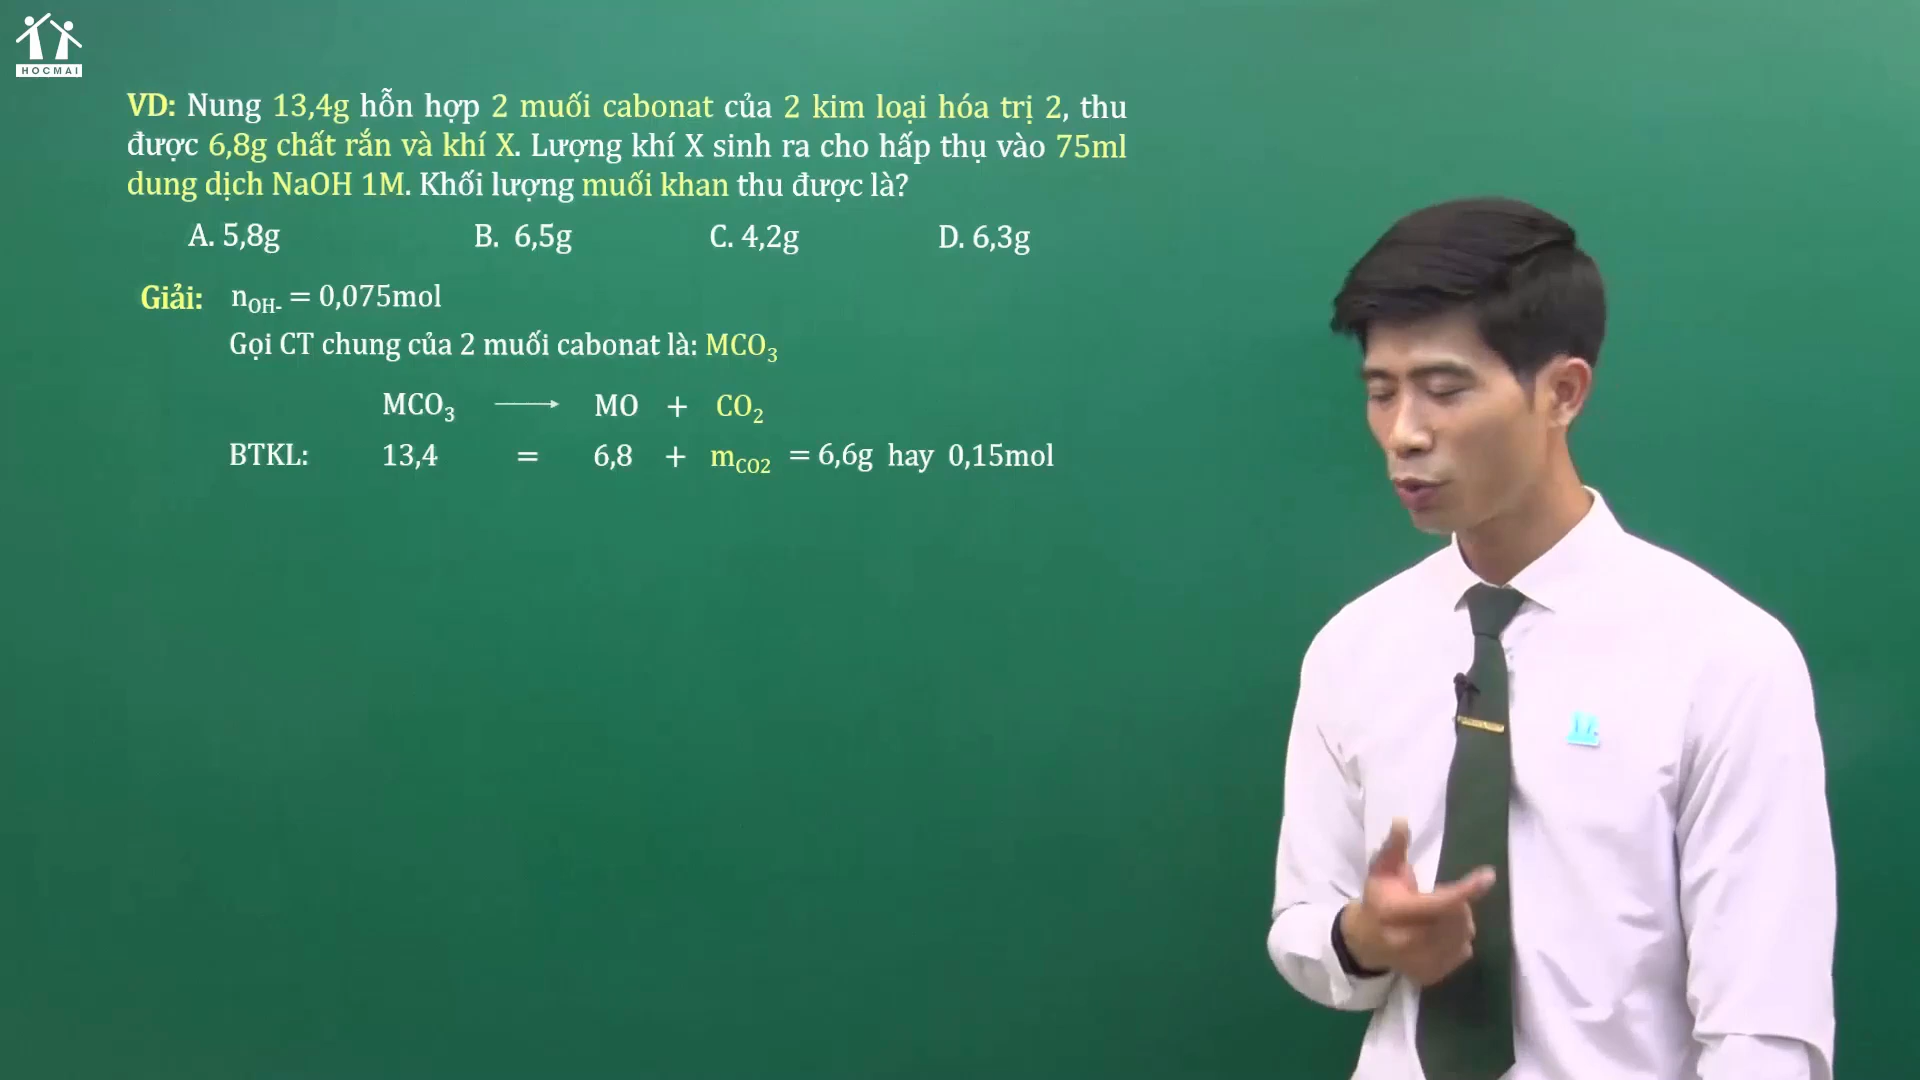 HOCMAI
VD: Nung 13,4g hỗn hợp 2 muối cabonat của 2 kim loại hóa trị 2, thu
được 6,8g chất rắn và khí X. Lượng khí X sinh ra cho hấp thụ vào 75ml
dung dịch NaOH 1M. Khối lượng muối khan thu được là?
A. 5,8g B. 6,5g C. 4,2g D. 6,3g
Giải: n_OH- = 0,075mol
Gọi CT chung của 2 muối cabonat là: MCO₃
MCO₃ ⟶ MO + CO₂
BTKL: 13,4 = 6,8 + m_CO2 = 6,6g hay 0,15mol